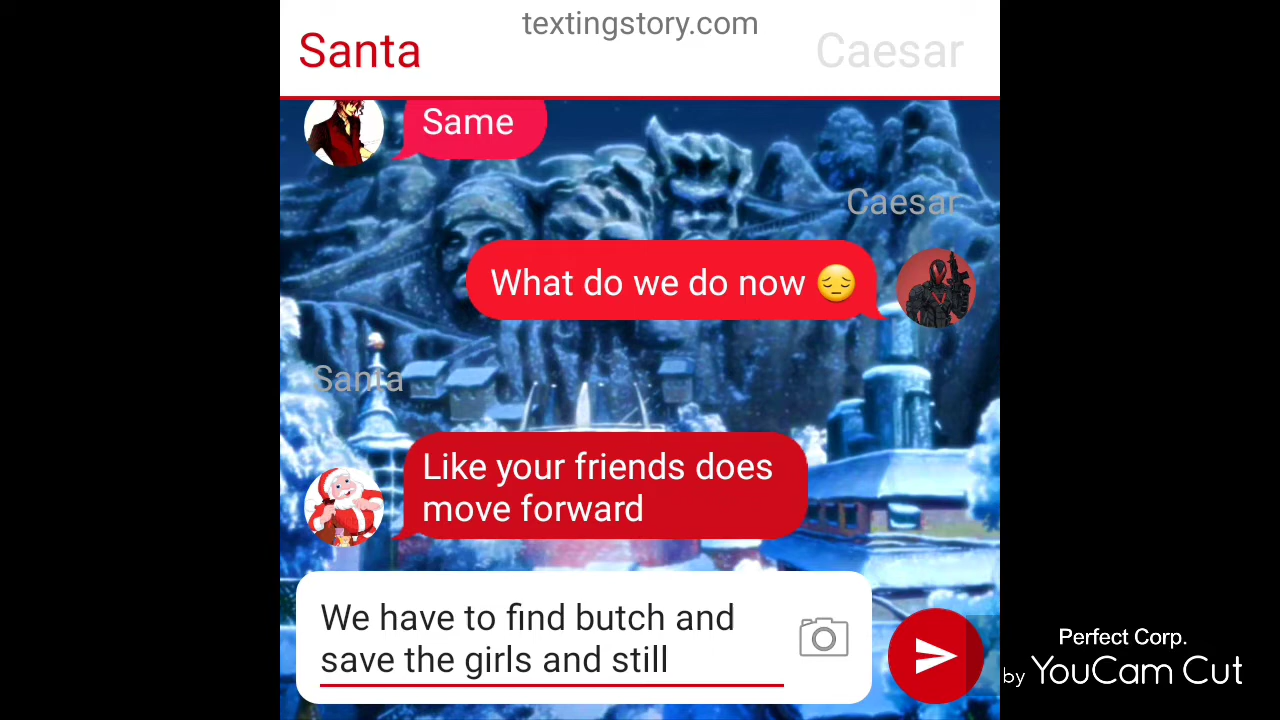 textingstory.com
Santa
Caesar
Same
Caesar
What do we do now 😔
Santa
Like your friends does
move forward
We have to find butch and
save the girls and still
Perfect Corp.
by YouCam Cut